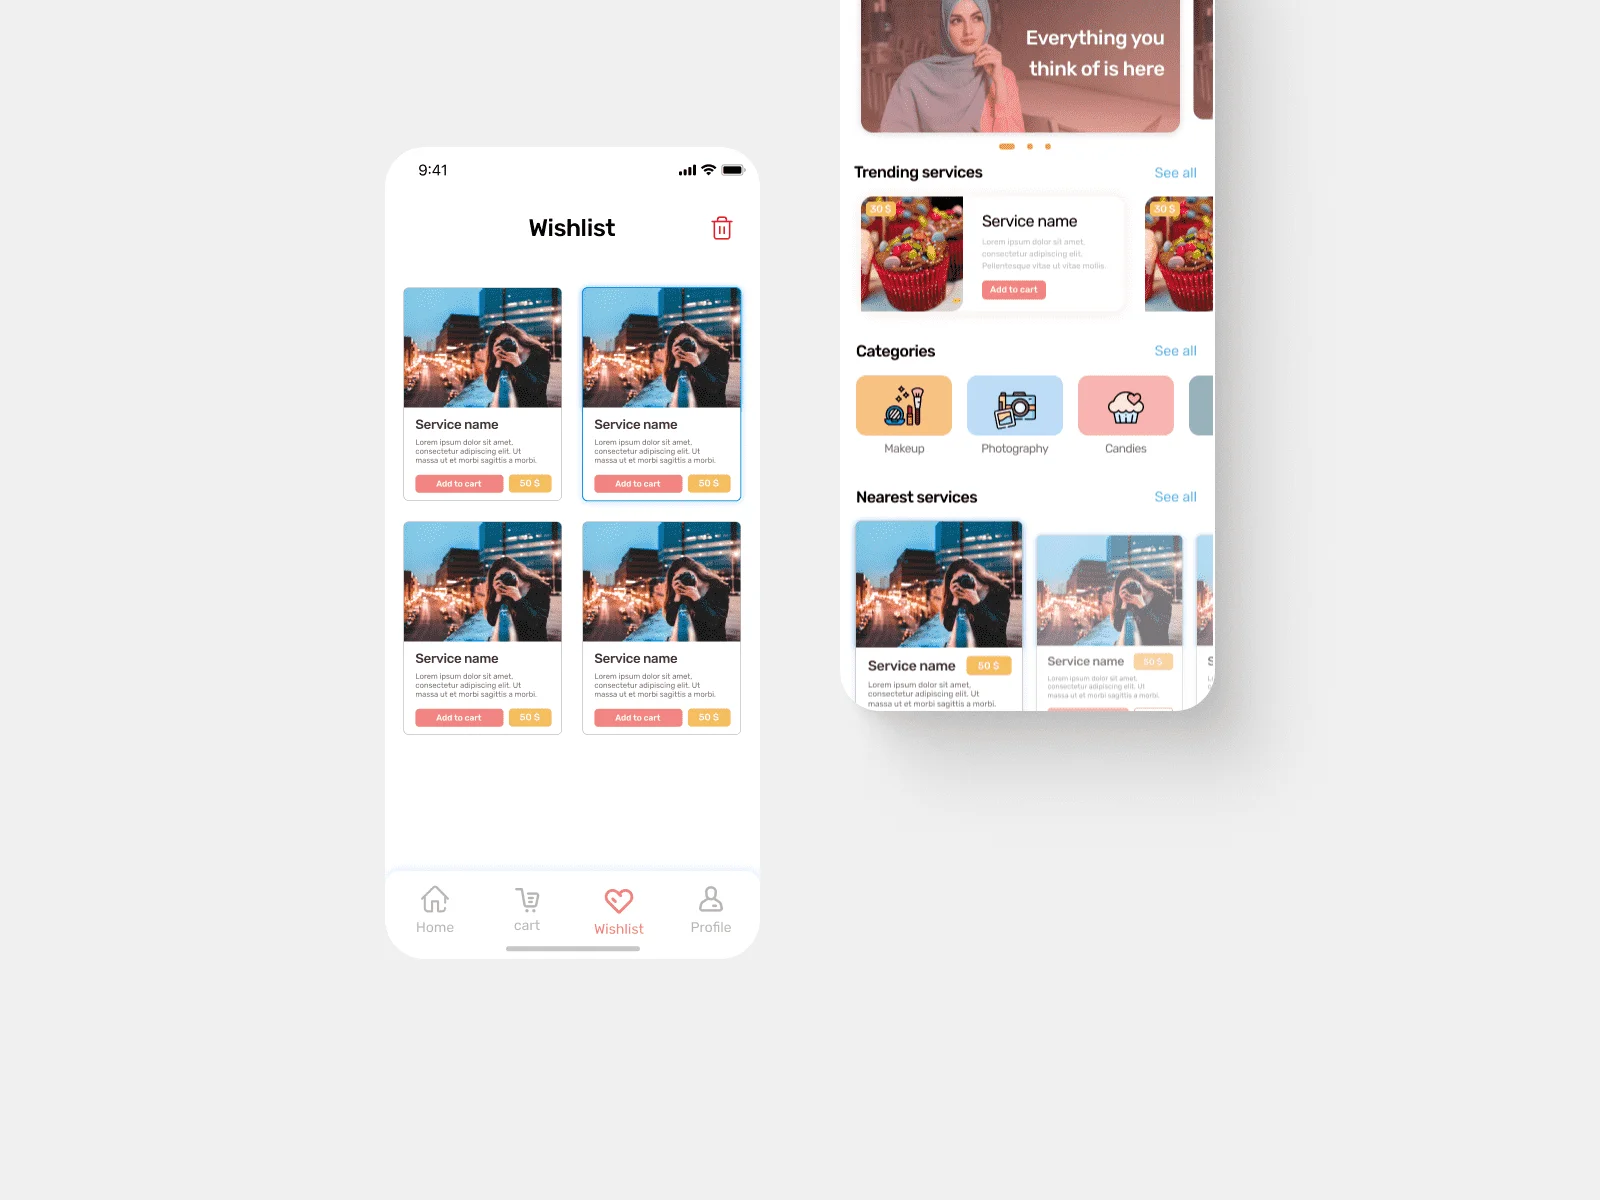 9:41
Wishlist
Service name
Lorem ipsum dolor sit amet,
consectetur adipiscing elit. Ut
massa ut et morbi sagittis a morbi.
Add to cart
50 $
Service name
Lorem ipsum dolor sit amet,
consectetur adipiscing elit. Ut
massa ut et morbi sagittis a morbi.
Add to cart
50 $
Service name
Lorem ipsum dolor sit amet,
consectetur adipiscing elit. Ut
massa ut et morbi sagittis a morbi.
Add to cart
50 $
Service name
Lorem ipsum dolor sit amet,
consectetur adipiscing elit. Ut
massa ut et morbi sagittis a morbi.
Add to cart
50 $
Home
cart
Wishlist
Profile
Everything you
think of is here
Trending services
See all
30 $
Service name
Lorem ipsum dolor sit amet,
consectetur adipiscing elit.
Pellentesque vitae ut vitae mollis.
Add to cart
30 $
Categories
See all
Makeup
Photography
Candies
Nearest services
See all
Service name
50 $
Lorem ipsum dolor sit amet,
consectetur adipiscing elit. Ut
massa ut et morbi sagittis a morbi.
Service name
50 $
Lorem ipsum dolor sit amet,
consectetur adipiscing elit. Ut
massa ut et morbi sagittis a morbi.